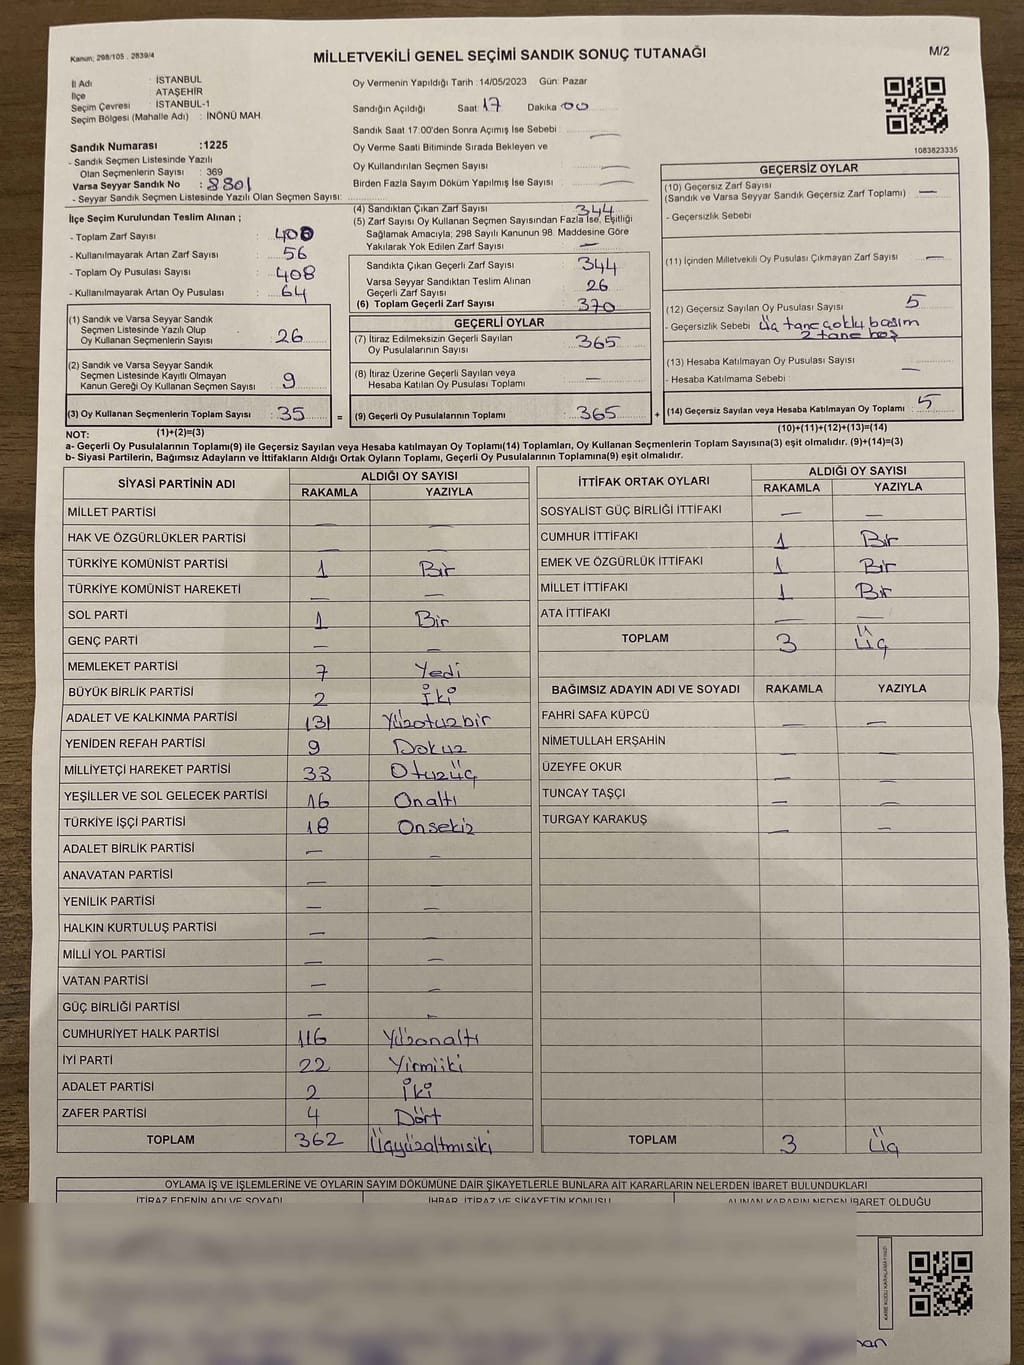 Kanun: 298/105 . 2839/4
MİLLETVEKİLİ GENEL SEÇİMİ SANDIK SONUÇ TUTANAĞI
M/2
İl Adı : İSTANBUL
İlçe : ATAŞEHİR
Seçim Çevresi : İSTANBUL-1
Seçim Bölgesi (Mahalle Adı) : İNÖNÜ MAH.
Sandık Numarası :1225
- Sandık Seçmen Listesinde Yazılı
Olan Seçmenlerin Sayısı : 369
Varsa Seyyar Sandık No : 8801
- Seyyar Sandık Seçmen Listesinde Yazılı Olan Seçmen Sayısı:
Oy Vermenin Yapıldığı Tarih : 14/05/2023 Gün: Pazar
Sandığın Açıldığı Saat 17 Dakika 00
Sandık Saat 17:00'den Sonra Açımış İse Sebebi : —
Oy Verme Saati Bitiminde Sırada Bekleyen ve
Oy Kullandırılan Seçmen Sayısı : —
Birden Fazla Sayım Döküm Yapılmış İse Sayısı : —
1083823335
İlçe Seçim Kurulundan Teslim Alınan ;
- Toplam Zarf Sayısı : 400
- Kullanılmayarak Artan Zarf Sayısı : 56
- Toplam Oy Pusulası Sayısı : 408
- Kullanılmayarak Artan Oy Pusulası : 64
(1) Sandık ve Varsa Seyyar Sandık
Seçmen Listesinde Yazılı Olup
Oy Kullanan Seçmenlerin Sayısı : 26
(2) Sandık ve Varsa Seyyar Sandık
Seçmen Listesinde Kayıtlı Olmayan
Kanun Gereği Oy Kullanan Seçmen Sayısı : 9
(3) Oy Kullanan Seçmenlerin Toplam Sayısı : 35 =
(4) Sandıktan Çıkan Zarf Sayısı : 344
(5) Zarf Sayısı Oy Kullanan Seçmen Sayısından Fazla İse, Eşitliği
Sağlamak Amacıyla; 298 Sayılı Kanunun 98. Maddesine Göre
Yakılarak Yok Edilen Zarf Sayısı : —
Sandıkta Çıkan Geçerli Zarf Sayısı : 344
Varsa Seyyar Sandıktan Teslim Alınan
Geçerli Zarf Sayısı : 26
(6) Toplam Geçerli Zarf Sayısı : 370
GEÇERLİ OYLAR
(7) İtiraz Edilmeksizin Geçerli Sayılan
Oy Pusulalarının Sayısı : 365
(8) İtiraz Üzerine Geçerli Sayılan veya
Hesaba Katılan Oy Pusulası Toplamı : —
(9) Geçerli Oy Pusulalarının Toplamı : 365 +
GEÇERSİZ OYLAR
(10) Geçersiz Zarf Sayısı
(Sandık ve Varsa Seyyar Sandık Geçersiz Zarf Toplamı) : —
- Geçersizlik Sebebi :
(11) İçinden Milletvekili Oy Pusulası Çıkmayan Zarf Sayısı : —
(12) Geçersiz Sayılan Oy Pusulası Sayısı : 5
- Geçersizlik Sebebi : Üç tane çoklu basım
2 tane boş
(13) Hesaba Katılmayan Oy Pusulası Sayısı : —
- Hesaba Katılmama Sebebi :
(14) Geçersiz Sayılan veya Hesaba Katılmayan Oy Toplamı : 5
NOT: (1)+(2)=(3)
(10)+(11)+(12)+(13)=(14)
a- Geçerli Oy Pusulalarının Toplamı(9) ile Geçersiz Sayılan veya Hesaba katılmayan Oy Toplamı(14) Toplamları, Oy Kullanan Seçmenlerin Toplam Sayısına(3) eşit olmalıdır. (9)+(14)=(3)
b- Siyasi Partilerin, Bağımsız Adayların ve İttifakların Aldığı Ortak Oyların Toplamı, Geçerli Oy Pusulalarının Toplamına(9) eşit olmalıdır.
SİYASİ PARTİNİN ADI ALDIĞI OY SAYISI
RAKAMLA YAZIYLA
MİLLET PARTİSİ — —
HAK VE ÖZGÜRLÜKLER PARTİSİ — —
TÜRKİYE KOMÜNİST PARTİSİ 1 Bir
TÜRKİYE KOMÜNİST HAREKETİ — —
SOL PARTİ 1 Bir
GENÇ PARTİ — —
MEMLEKET PARTİSİ 7 Yedi
BÜYÜK BİRLİK PARTİSİ 2 İki
ADALET VE KALKINMA PARTİSİ 131 Yüzotuzbir
YENİDEN REFAH PARTİSİ 9 Dokuz
MİLLİYETÇİ HAREKET PARTİSİ 33 Otuzüç
YEŞİLLER VE SOL GELECEK PARTİSİ 16 Onaltı
TÜRKİYE İŞÇİ PARTİSİ 18 Onsekiz
ADALET BİRLİK PARTİSİ — —
ANAVATAN PARTİSİ — —
YENİLİK PARTİSİ — —
HALKIN KURTULUŞ PARTİSİ — —
MİLLİ YOL PARTİSİ — —
VATAN PARTİSİ — —
GÜÇ BİRLİĞİ PARTİSİ — —
CUMHURİYET HALK PARTİSİ 116 Yüzonaltı
İYİ PARTİ 22 Yirmiiki
ADALET PARTİSİ 2 İki
ZAFER PARTİSİ 4 Dört
TOPLAM 362 Üçyüzaltmışiki
İTTİFAK ORTAK OYLARI ALDIĞI OY SAYISI
RAKAMLA YAZIYLA
SOSYALİST GÜÇ BİRLİĞİ İTTİFAKI — —
CUMHUR İTTİFAKI 1 Bir
EMEK VE ÖZGÜRLÜK İTTİFAKI 1 Bir
MİLLET İTTİFAKI 1 Bir
ATA İTTİFAKI — —
TOPLAM 3 Üç
BAĞIMSIZ ADAYIN ADI VE SOYADI RAKAMLA YAZIYLA
FAHRİ SAFA KÜPCÜ — —
NİMETULLAH ERŞAHİN — —
ÜZEYFE OKUR — —
TUNCAY TAŞÇI — —
TURGAY KARAKUŞ — —
TOPLAM 3 Üç
OYLAMA İŞ VE İŞLEMLERİNE VE OYLARIN SAYIM DÖKÜMÜNE DAİR ŞİKAYETLERLE BUNLARA AİT KARARLARIN NELERDEN İBARET BULUNDUKLARI
İTİRAZ EDENİN ADI VE SOYADI İHBAR, İTİRAZ VE ŞİKAYETİN KONUSU ALINAN KARARIN NEDEN İBARET OLDUĞU
KARE KODU KARALAMAYINIZ!